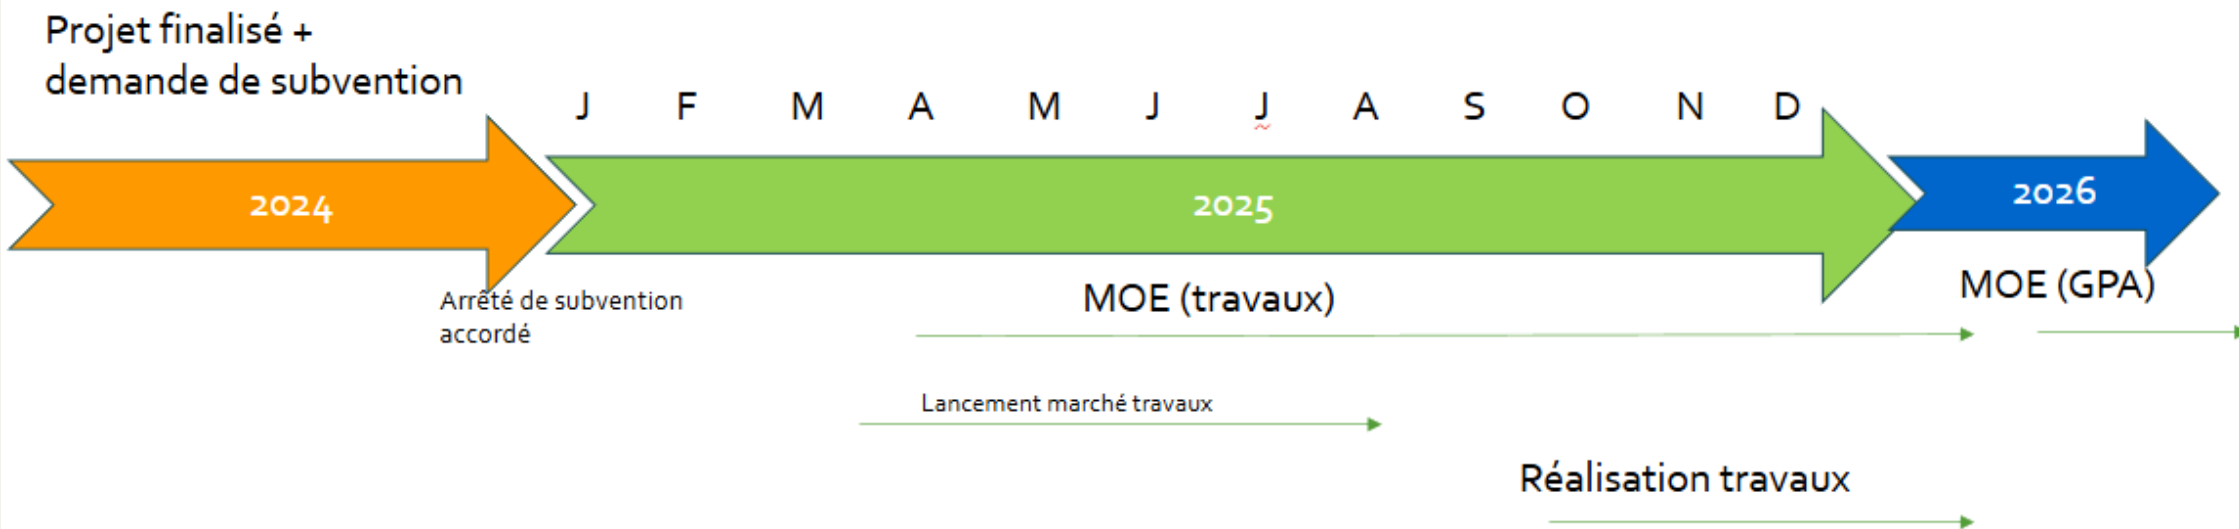 Projet finalisé +
demande de subvention
J F M A M J J A S O N D
2024
2025
2026
Arrêté de subvention
accordé
MOE (travaux)
MOE (GPA)
Lancement marché travaux
Réalisation travaux